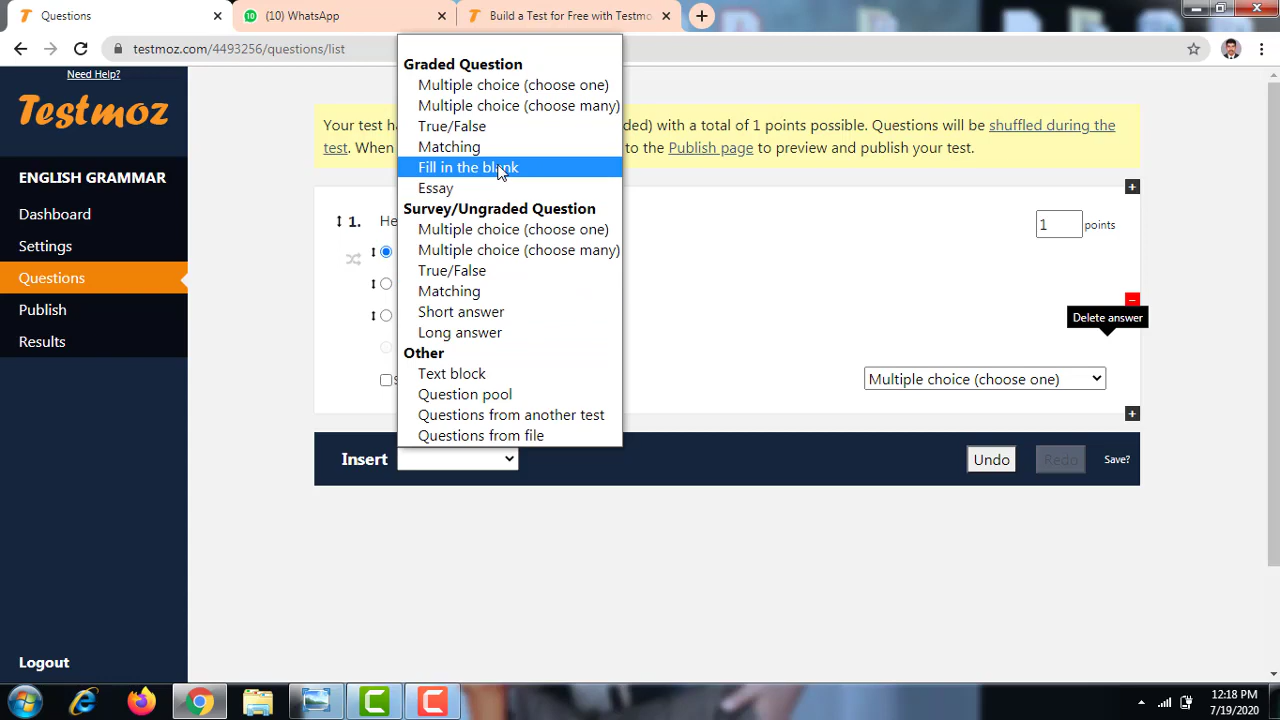 Questions
(10) WhatsApp
Build a Test for Free with Testmo
testmoz.com/4493256/questions/list
Need Help?
Testmoz
ENGLISH GRAMMAR
Dashboard
Settings
Questions
Publish
Results
Logout
Your test ha
ded) with a total of 1 points possible. Questions will be shuffled during the
test. When
to the Publish page to preview and publish your test.
1. He
1 points
Delete answer
Multiple choice (choose one)
Graded Question
Multiple choice (choose one)
Multiple choice (choose many)
True/False
Matching
Fill in the blank
Essay
Survey/Ungraded Question
Multiple choice (choose one)
Multiple choice (choose many)
True/False
Matching
Short answer
Long answer
Other
Text block
Question pool
Questions from another test
Questions from file
Insert
Undo
Redo
Save?
12:18 PM
7/19/2020